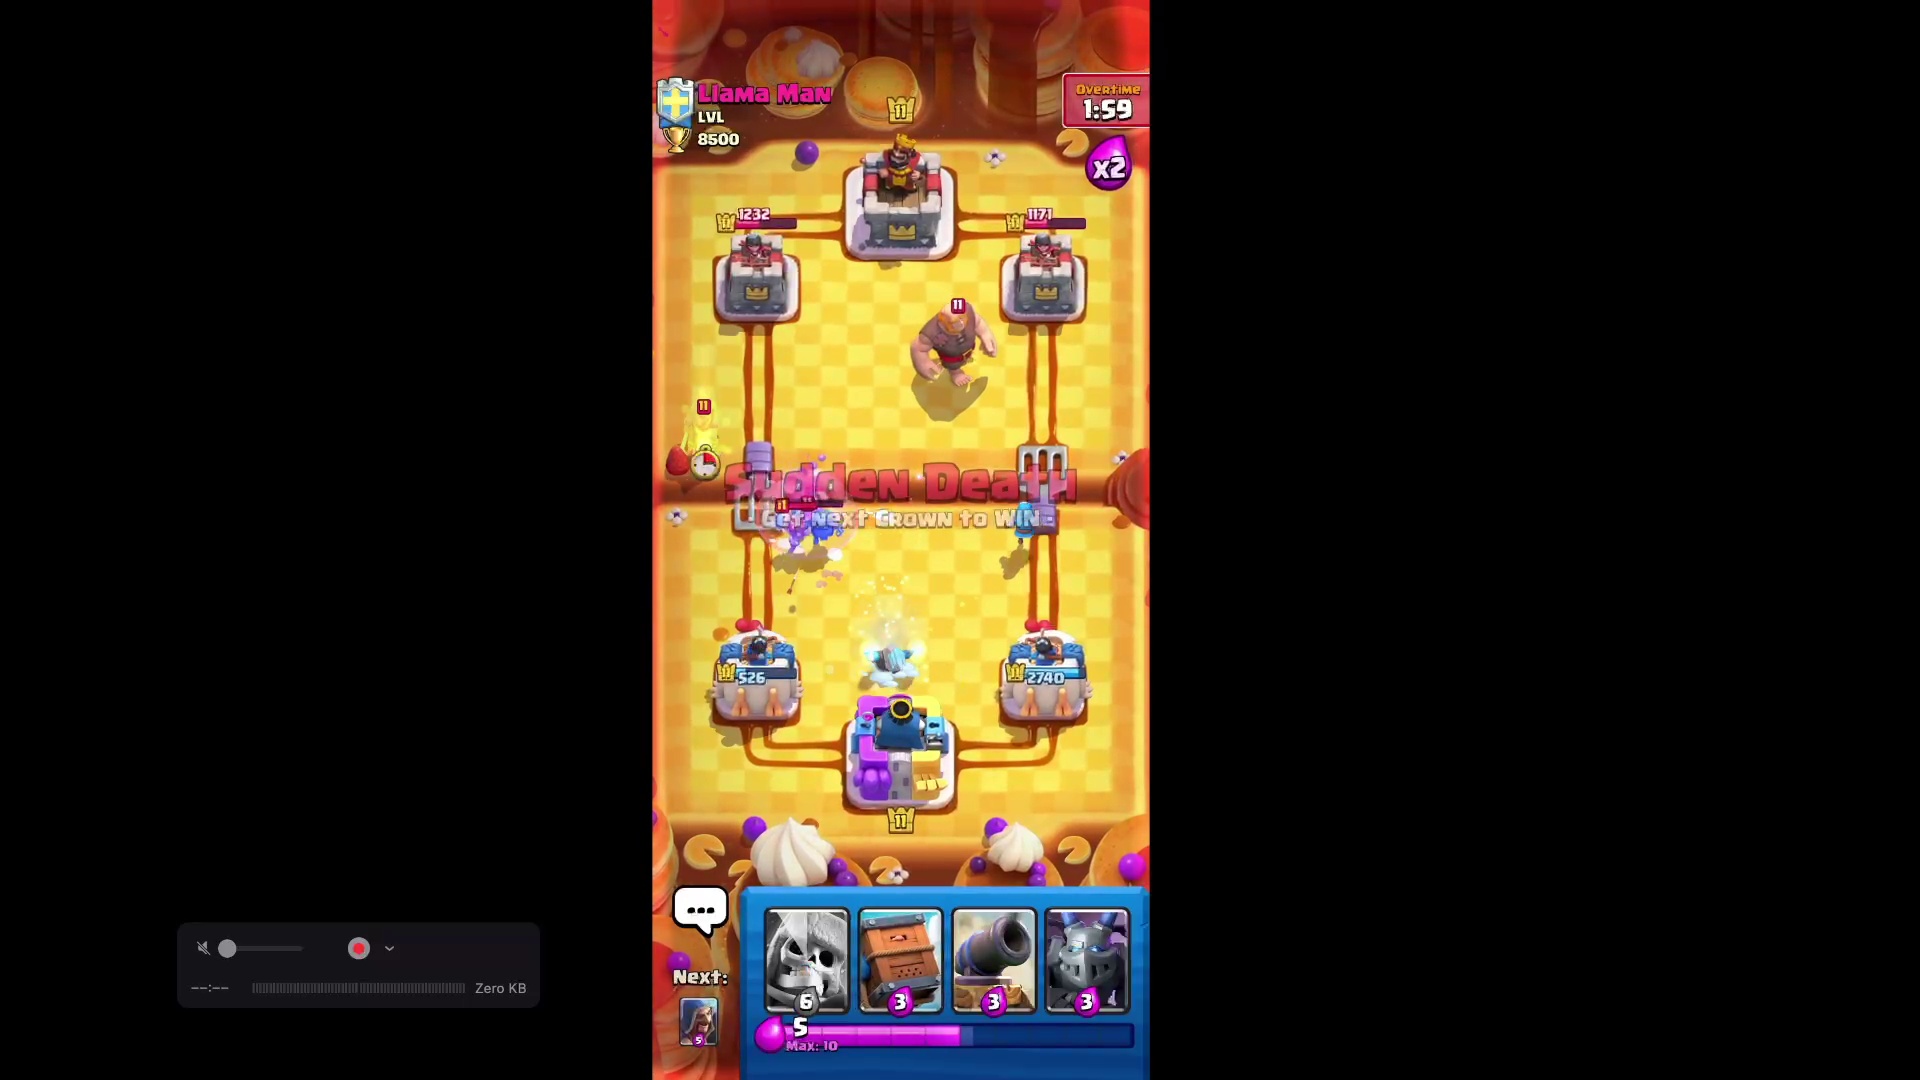 Llama Man
LVL
8500
11
Overtime
1:59
x2
1232
1171
11
11
Sudden Death
Get next Crown to WIN
11
526
2740
11
...
Next:
5
6
3
3
3
5
Max: 10
--:--
Zero KB